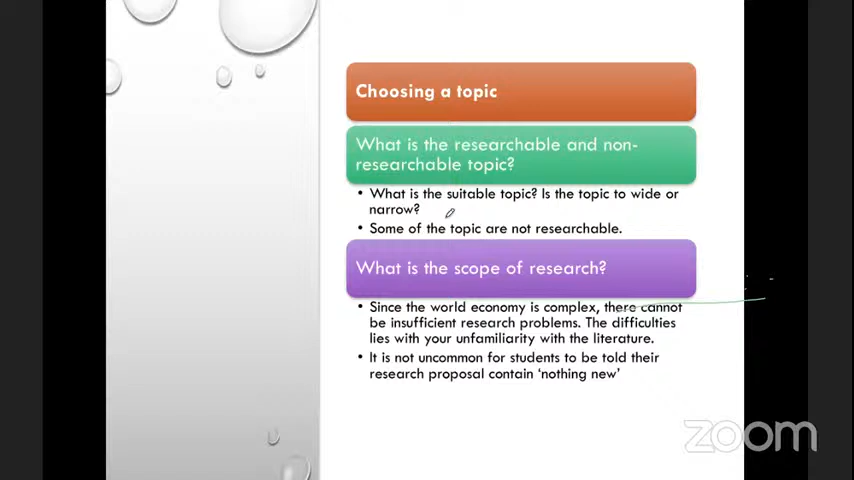 Choosing a topic
What is the researchable and non-
researchable topic?
• What is the suitable topic? Is the topic to wide or
narrow?
• Some of the topic are not researchable.
What is the scope of research?
• Since the world economy is complex, there cannot
be insufficient research problems. The difficulties
lies with your unfamiliarity with the literature.
• It is not uncommon for students to be told their
research proposal contain ‘nothing new’
zoom